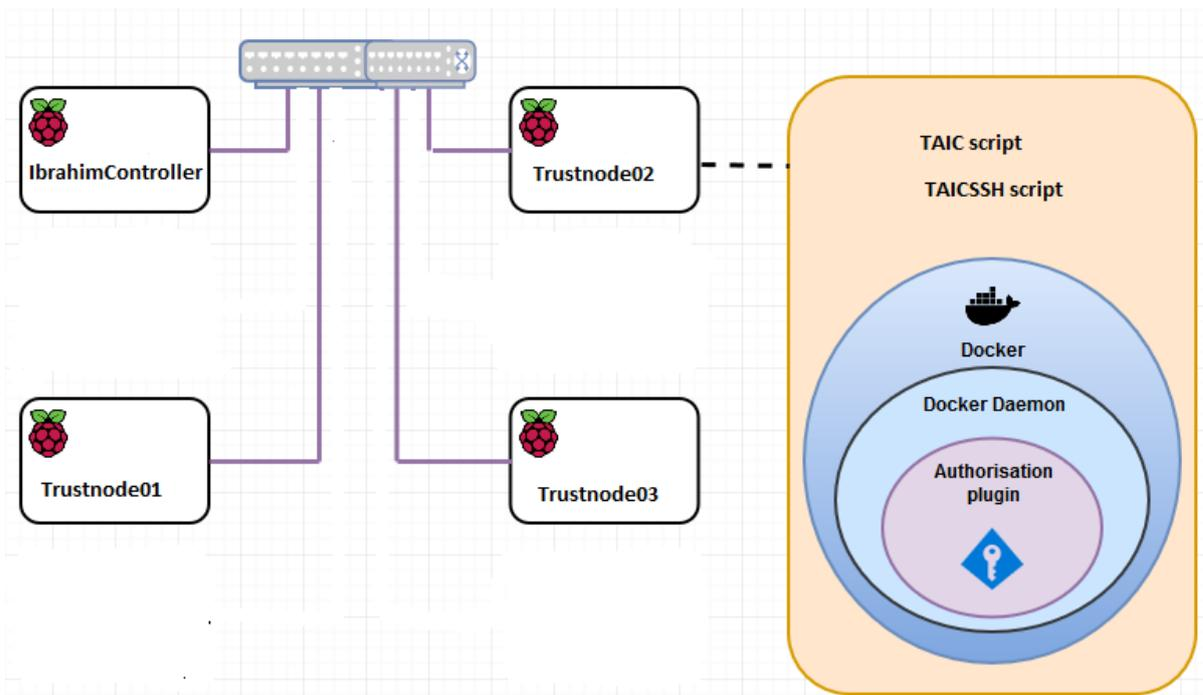 IbrahimController
Trustnode02
TAIC script
TAICSSH script
Docker
Docker Daemon
Authorisation
plugin
Trustnode01
Trustnode03